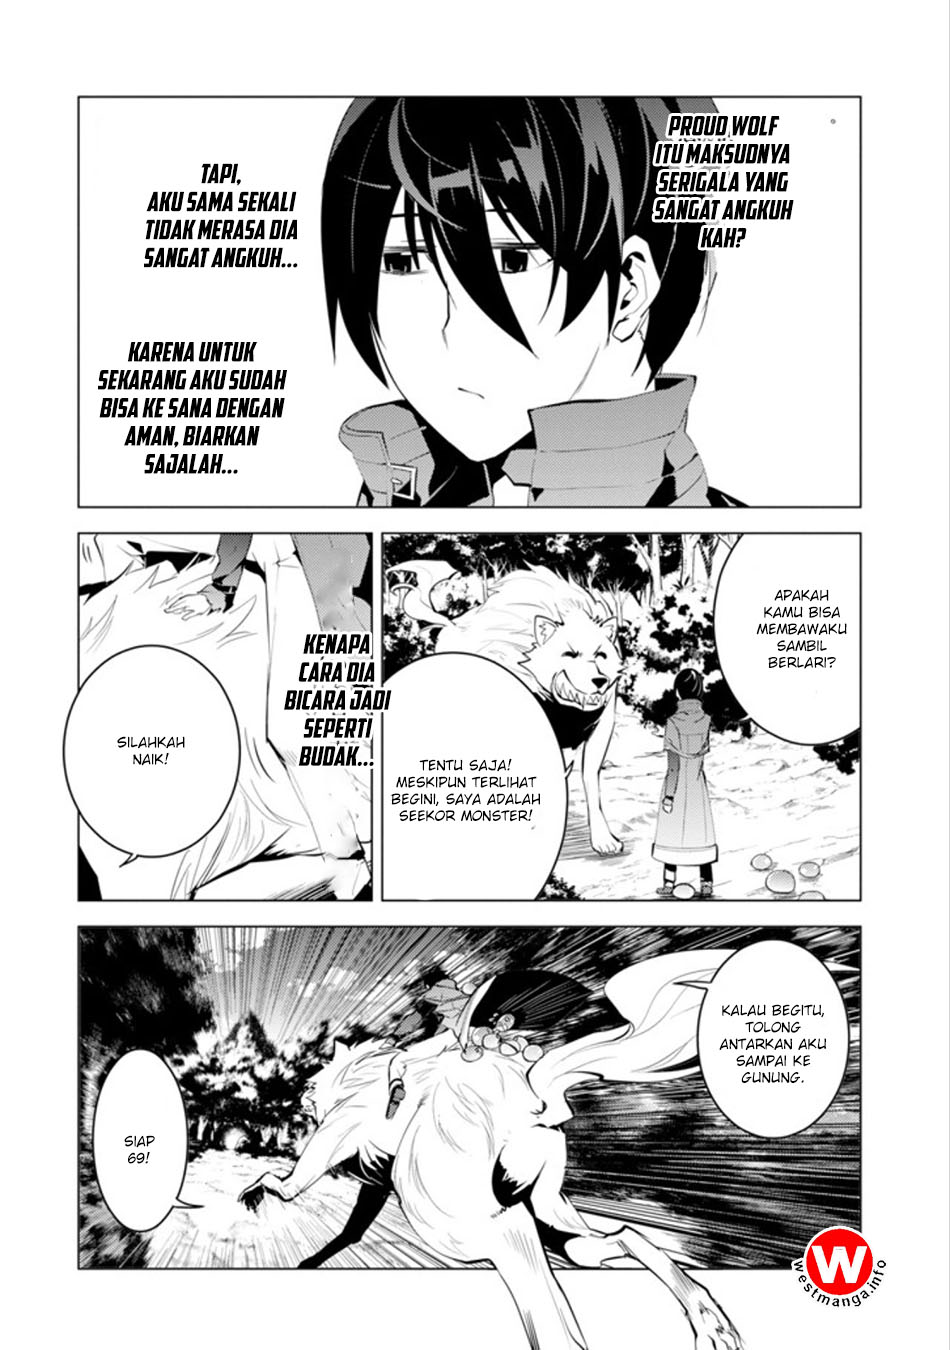 PROUD WOLF
ITU MAKSUDNYA
SERIGALA YANG
SANGAT ANGKUH
KAH?
TAPI,
AKU SAMA SEKALI
TIDAK MERASA DIA
SANGAT ANGKUH...
KARENA UNTUK
SEKARANG AKU SUDAH
BISA KE SANA DENGAN
AMAN, BIARKAN
SAJALAH...
APAKAH
KAMU BISA
MEMBAWAKU
SAMBIL
BERLARI?
TENTU SAJA!
MESKIPUN TERLIHAT
BEGINI, SAYA ADALAH
SEEKOR MONSTER!
KENAPA
CARA DIA
BICARA JADI
SEPERTI
BUDAK...
SILAHKAH
NAIK!
KALAU BEGITU,
TOLONG
ANTARKAN AKU
SAMPAI KE
GUNUNG.
SIAP
69!
W
westmanga.info